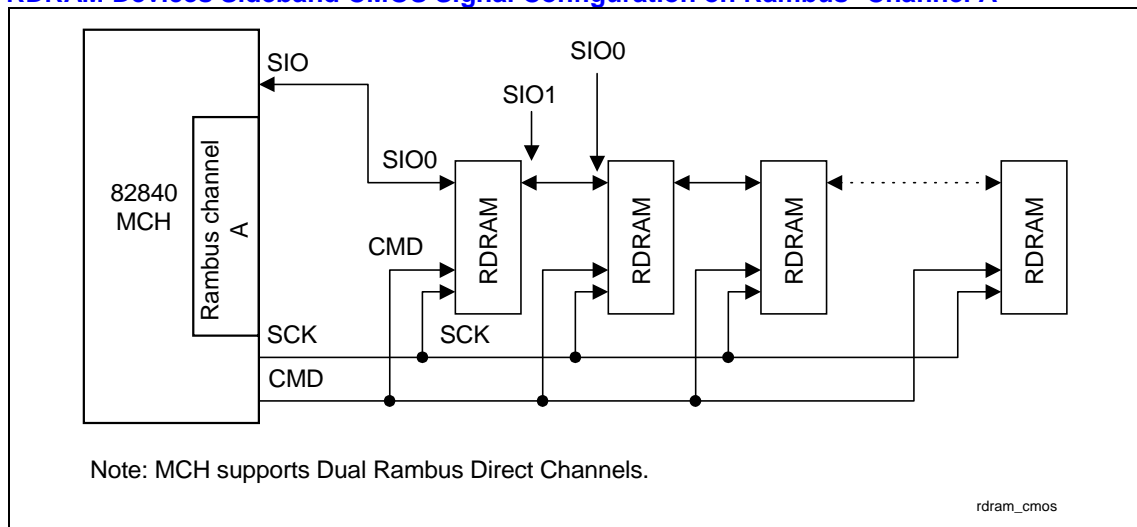 RDRAM Devices Sideband CMOS Signal Configuration on Rambus* Channel A
SIO
SIO0
SIO1
SIO0
82840
MCH
Rambus channel
A
RDRAM
RDRAM
RDRAM
RDRAM
CMD
SCK
SCK
CMD
Note: MCH supports Dual Rambus Direct Channels.
rdram_cmos